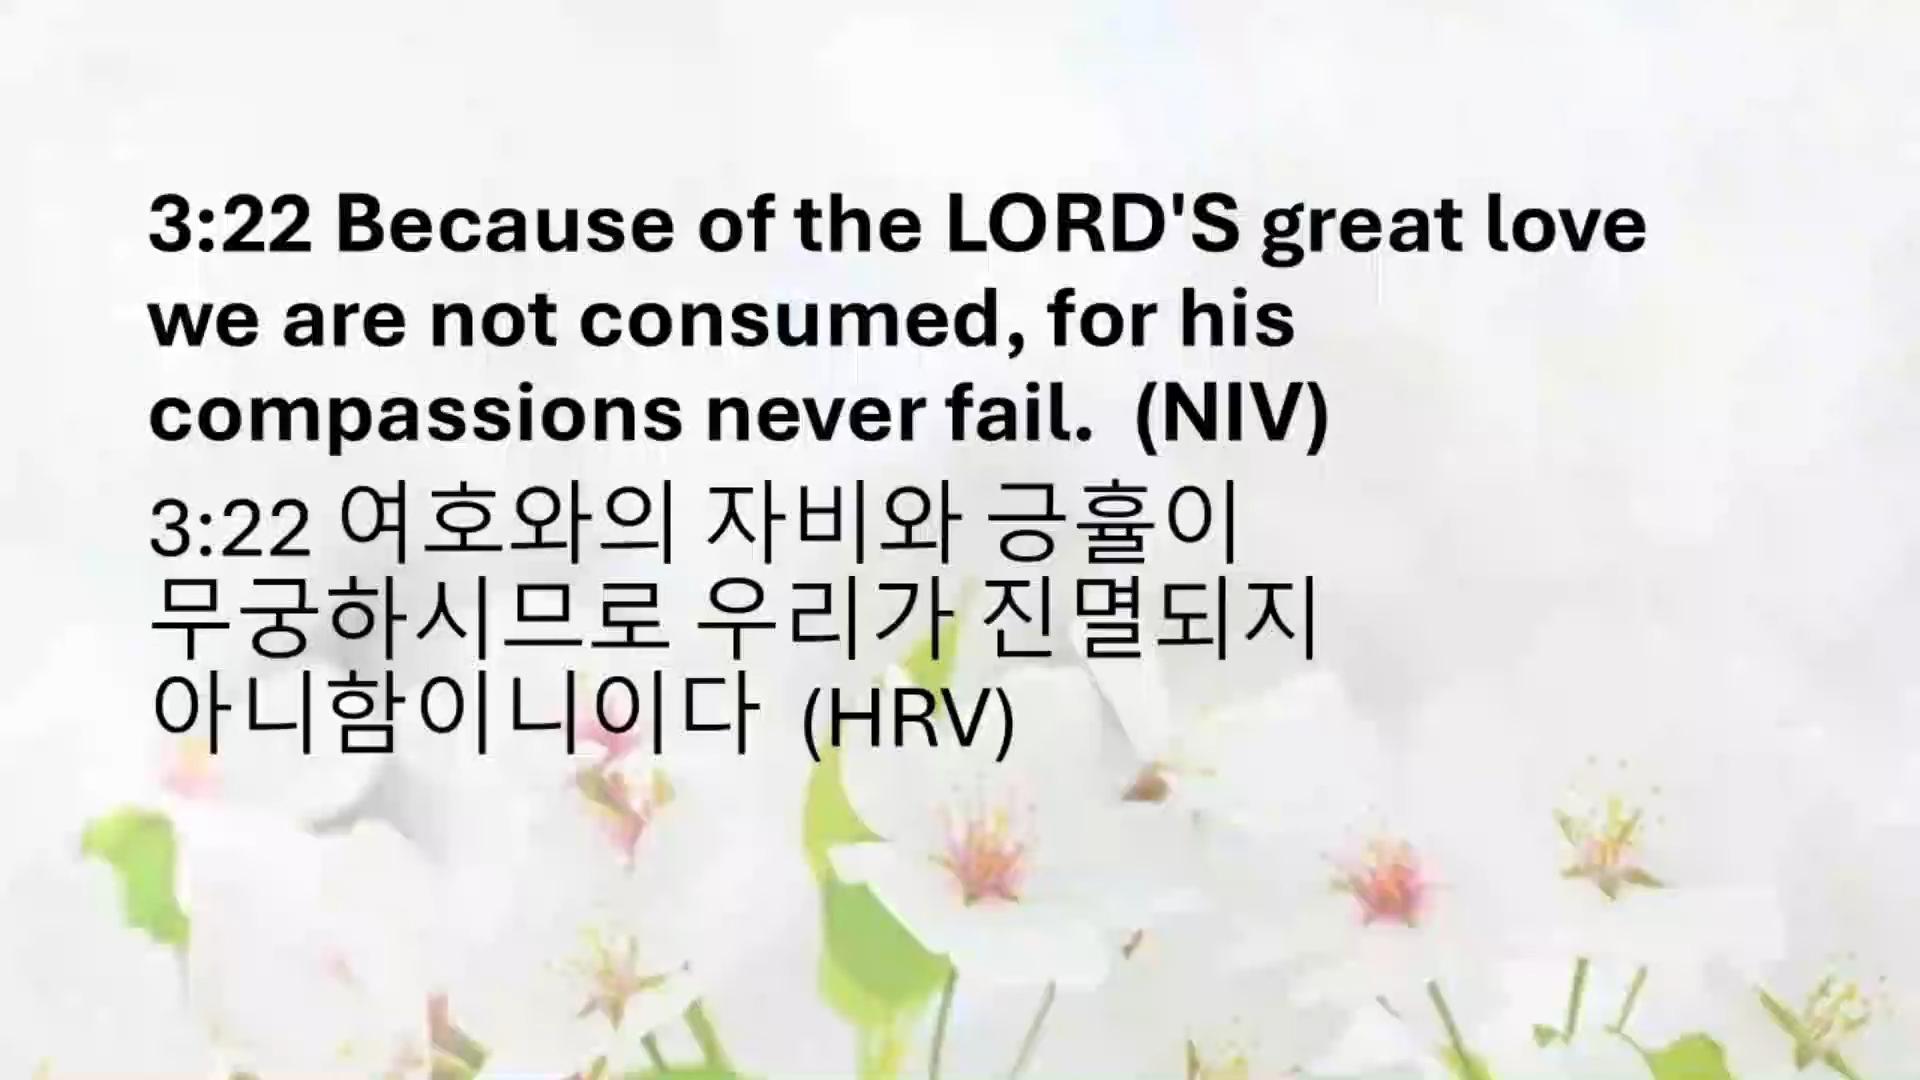 3:22 Because of the LORD'S great love
we are not consumed, for his
compassions never fail.  (NIV)
3:22 여호와의 자비와 긍휼이
무궁하시므로 우리가 진멸되지
아니함이니이다  (HRV)